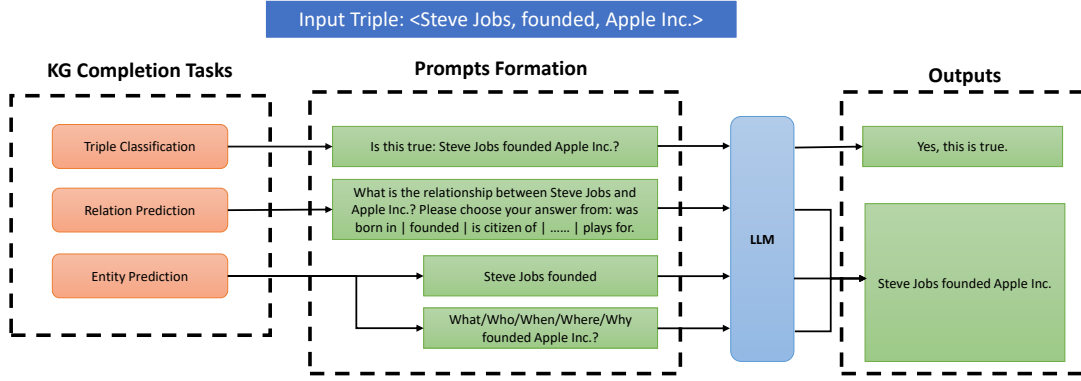 Input Triple: <Steve Jobs, founded, Apple Inc.>
KG Completion Tasks
Prompts Formation
Outputs
Triple Classification
Is this true: Steve Jobs founded Apple Inc.?
Yes, this is true.
Relation Prediction
What is the relationship between Steve Jobs and
Apple Inc.? Please choose your answer from: was
born in | founded | is citizen of | ...... | plays for.
LLM
Entity Prediction
Steve Jobs founded
Steve Jobs founded Apple Inc.
What/Who/When/Where/Why
founded Apple Inc.?